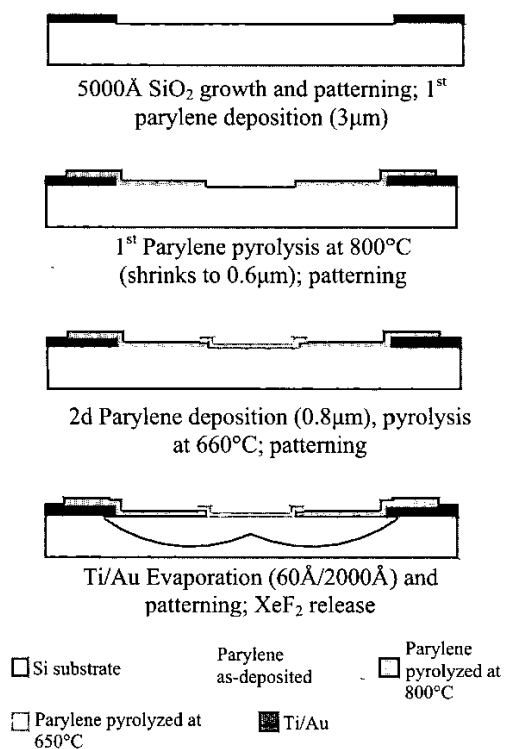 5000Å SiO₂ growth and patterning; 1ˢᵗ
parylene deposition (3μm)
1ˢᵗ Parylene pyrolysis at 800°C
(shrinks to 0.6μm); patterning
2d Parylene deposition (0.8μm), pyrolysis
at 660°C; patterning
Ti/Au Evaporation (60Å/2000Å) and
patterning; XeF₂ release
Si substrate
Parylene
as-deposited
Parylene
pyrolyzed at
800°C
Parylene pyrolyzed at
650°C
Ti/Au